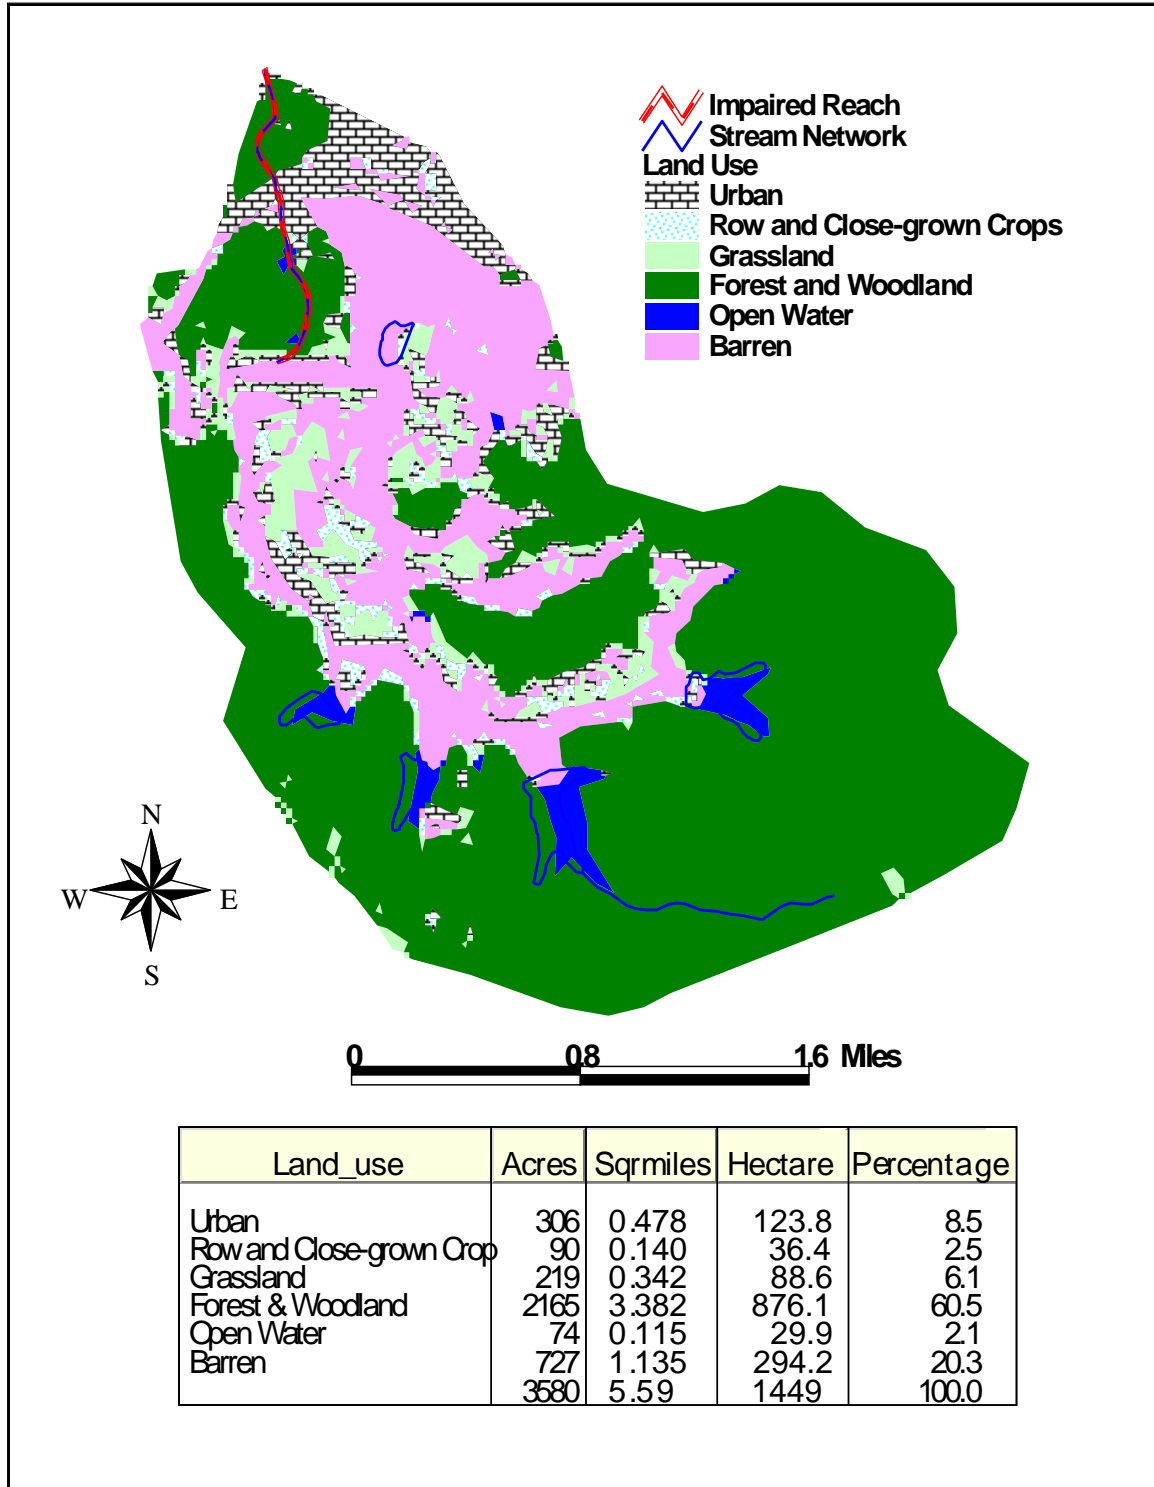 Impaired Reach
Stream Network
Land Use
Urban
Row and Close-grown Crops
Grassland
Forest and Woodland
Open Water
Barren
N
W E
S
0 0.8 1.6 Miles
Land_use Acres Sqrmiles Hectare Percentage
Urban 306 0.478 123.8 8.5
Row and Close-grown Crop 90 0.140 36.4 2.5
Grassland 219 0.342 88.6 6.1
Forest & Woodland 2165 3.382 876.1 60.5
Open Water 74 0.115 29.9 2.1
Barren 727 1.135 294.2 20.3
3580 5.59 1449 100.0